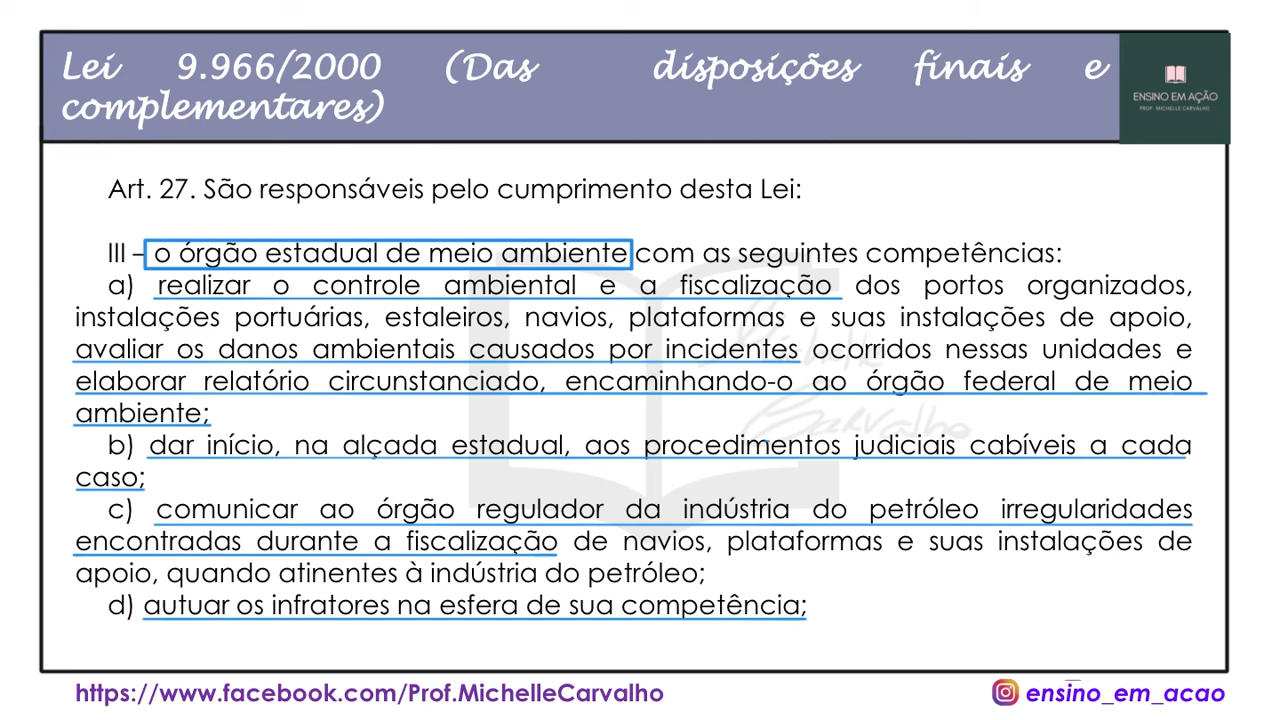 Lei 9.966/2000 (Das disposições finais e
complementares)
ENSINO EM AÇÃO
PROF. MICHELLE CARVALHO
Art. 27. São responsáveis pelo cumprimento desta Lei:
III – o órgão estadual de meio ambiente com as seguintes competências:
a) realizar o controle ambiental e a fiscalização dos portos organizados,
instalações portuárias, estaleiros, navios, plataformas e suas instalações de apoio,
avaliar os danos ambientais causados por incidentes ocorridos nessas unidades e
elaborar relatório circunstanciado, encaminhando-o ao órgão federal de meio
ambiente;
b) dar início, na alçada estadual, aos procedimentos judiciais cabíveis a cada
caso;
c) comunicar ao órgão regulador da indústria do petróleo irregularidades
encontradas durante a fiscalização de navios, plataformas e suas instalações de
apoio, quando atinentes à indústria do petróleo;
d) autuar os infratores na esfera de sua competência;
Michelle
Carvalho
https://www.facebook.com/Prof.MichelleCarvalho
ensino_em_acao